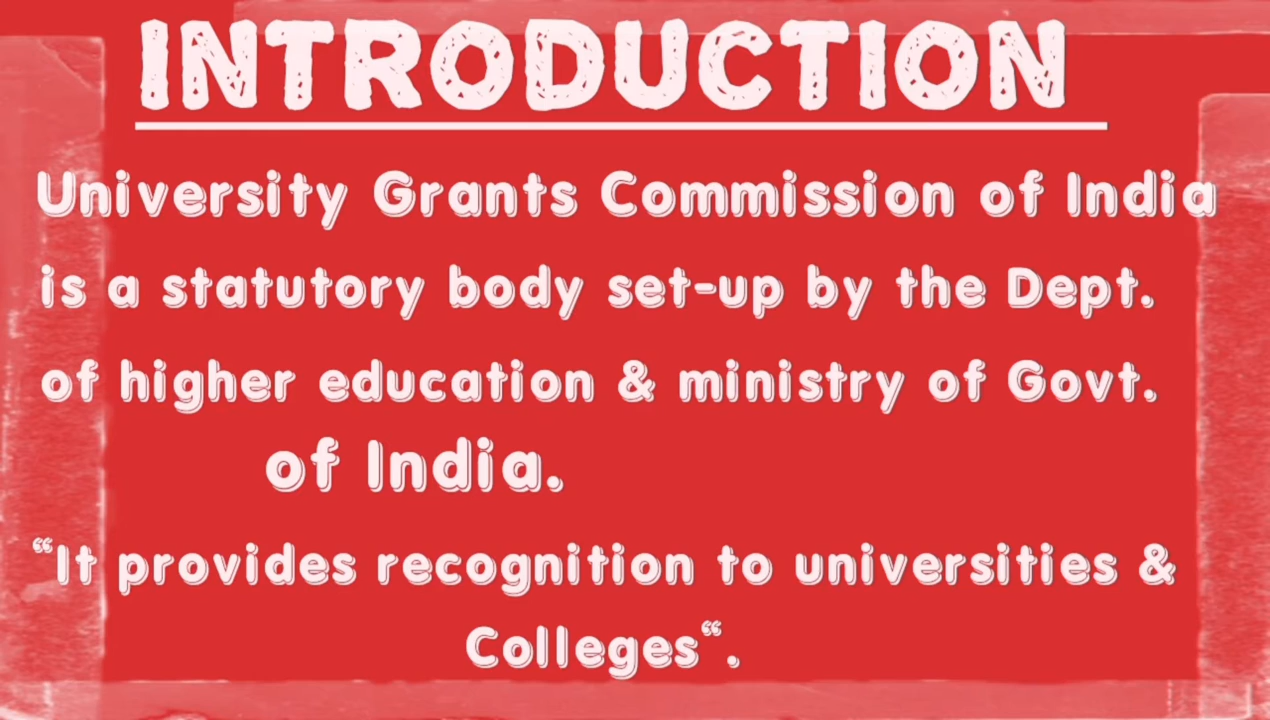 INTRODUCTION
University Grants Commission of India
is a statutory body set-up by the Dept.
of higher education & ministry of Govt.
of India.
“It provides recognition to universities &
Colleges“.